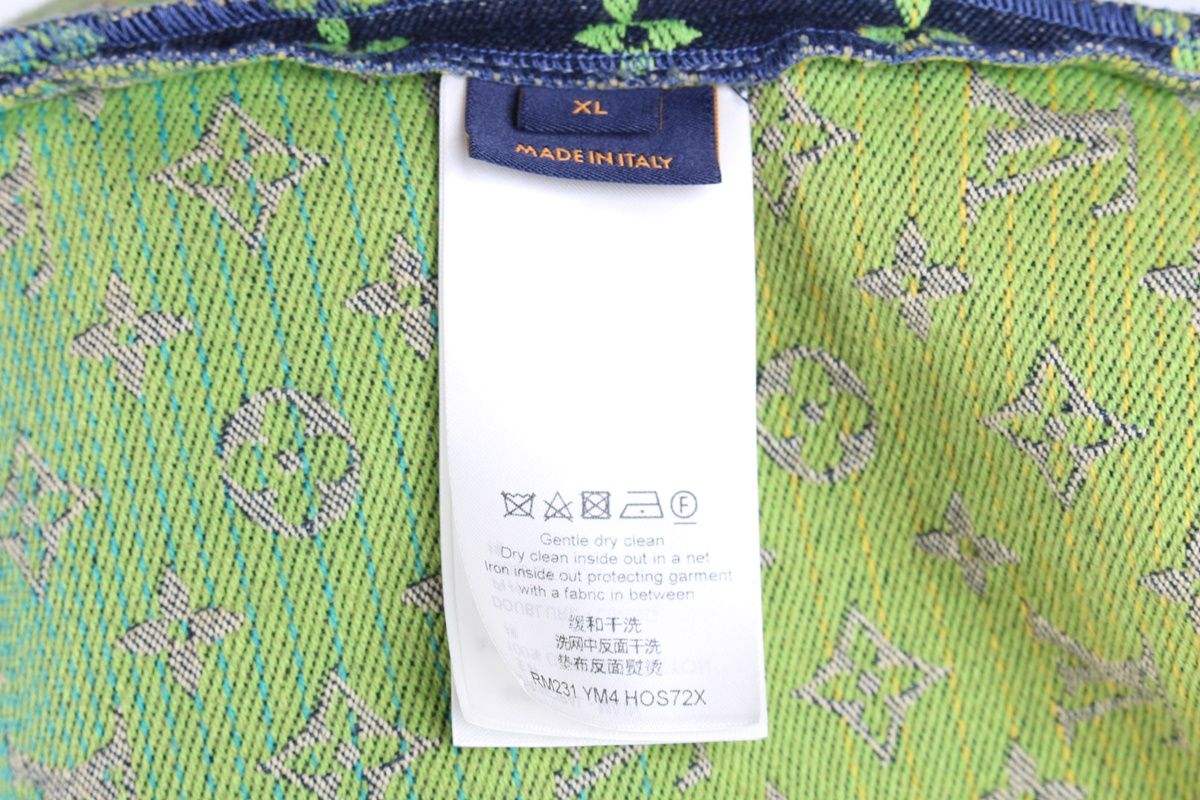 XL
MADE IN ITALY
F
Gentle dry clean
Dry clean inside out in a net
Iron inside out protecting garment
with a fabric in between
缓和干洗
洗网中反面干洗
垫布反面熨烫
RM231 YM4 HOS72X